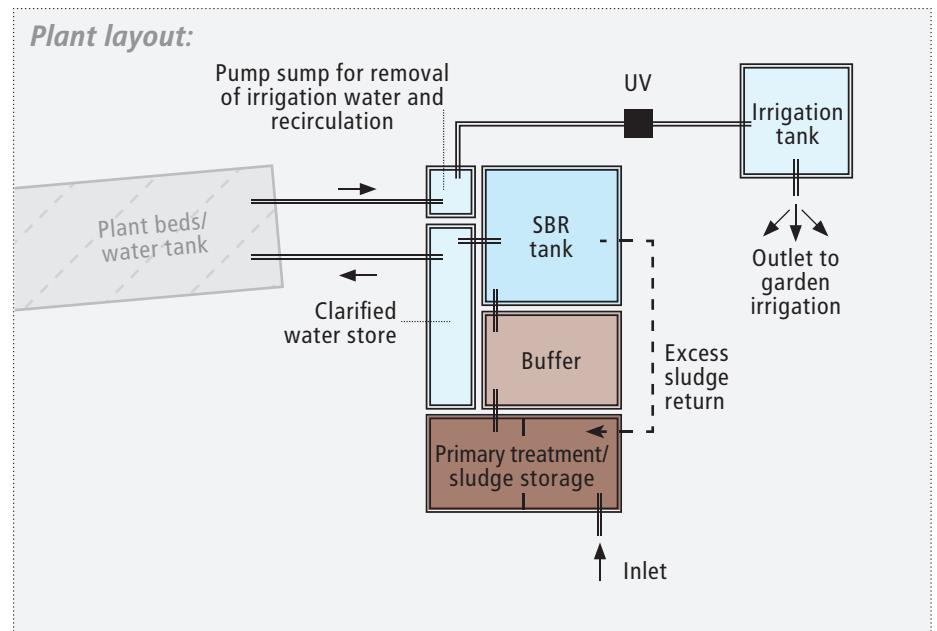 Plant layout:
Pump sump for removal
of irrigation water and
recirculation
UV
Irrigation
tank
Plant beds/
water tank
SBR
tank
Outlet to
garden
irrigation
Clarified
water store
Buffer
Excess
sludge
return
Primary treatment/
sludge storage
Inlet